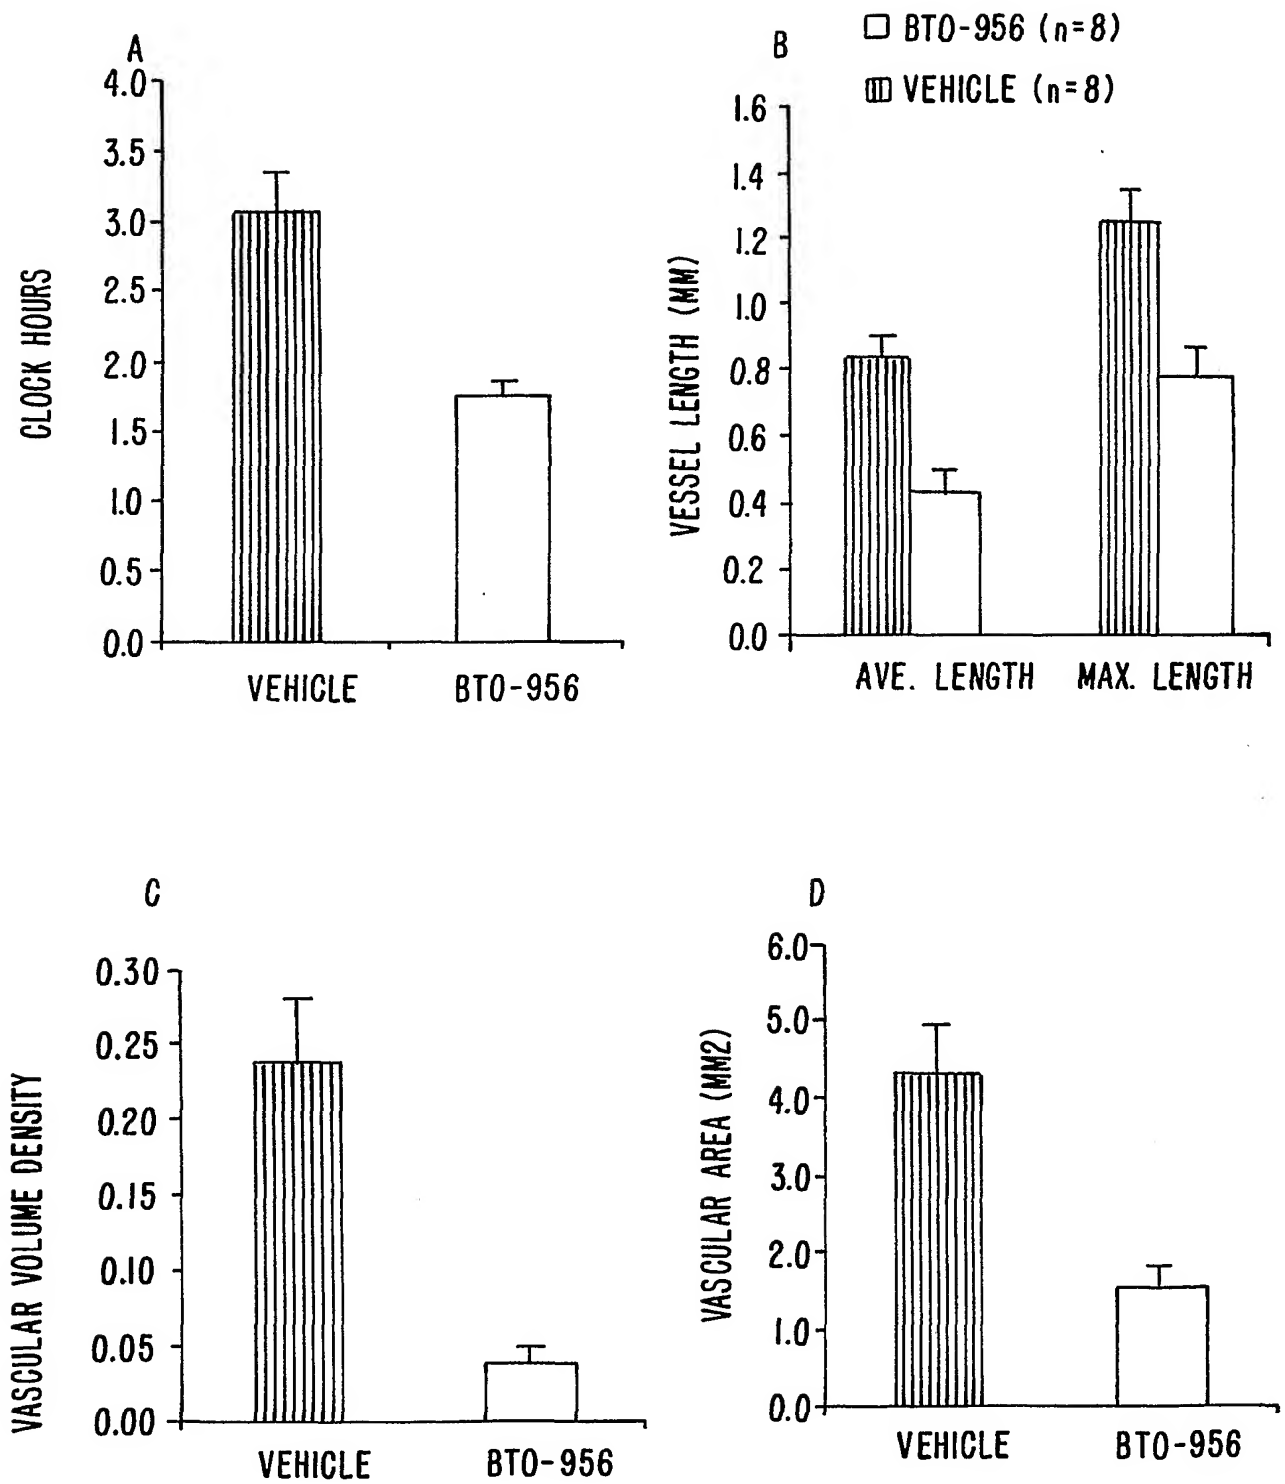 A
4.0
3.5
3.0
2.5
2.0
1.5
1.0
0.5
0.0
CLOCK HOURS
VEHICLE BTO-956
B
BTO-956 (n=8)
VEHICLE (n=8)
1.6
1.4
1.2
1.0
0.8
0.6
0.4
0.2
0.0
VESSEL LENGTH (MM)
AVE. LENGTH MAX. LENGTH
C
0.30
0.25
0.20
0.15
0.10
0.05
0.00
VASCULAR VOLUME DENSITY
VEHICLE BTO-956
D
6.0
5.0
4.0
3.0
2.0
1.0
0.0
VASCULAR AREA (MM2)
VEHICLE BTO-956